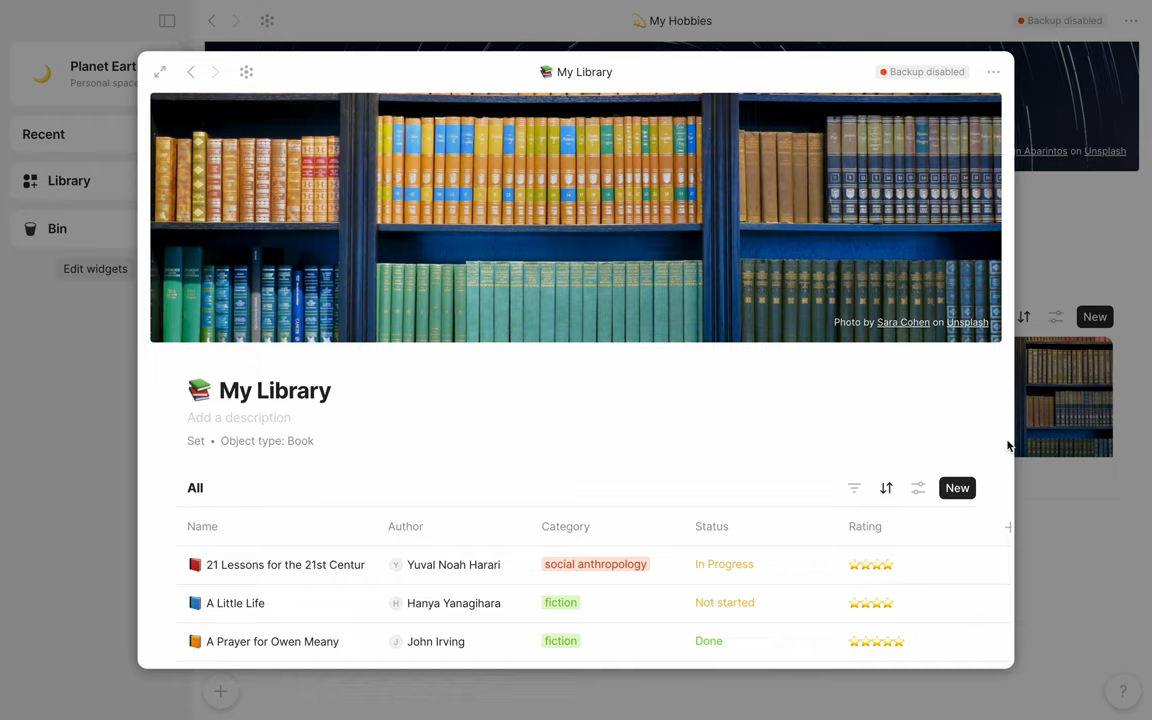 💫 My Hobbies
Backup disabled
Planet Eart
Personal space
Recent
Library
Bin
Edit widgets
n Abarintos on Unsplash
New
📚 My Library
Backup disabled
Photo by Sara Cohen on Unsplash
📚 My Library
Add a description
Set • Object type: Book
All
New
Name Author Category Status Rating
21 Lessons for the 21st Centur Y Yuval Noah Harari social anthropology In Progress ⭐⭐⭐⭐
A Little Life H Hanya Yanagihara fiction Not started ⭐⭐⭐⭐
A Prayer for Owen Meany J John Irving fiction Done ⭐⭐⭐⭐⭐
?